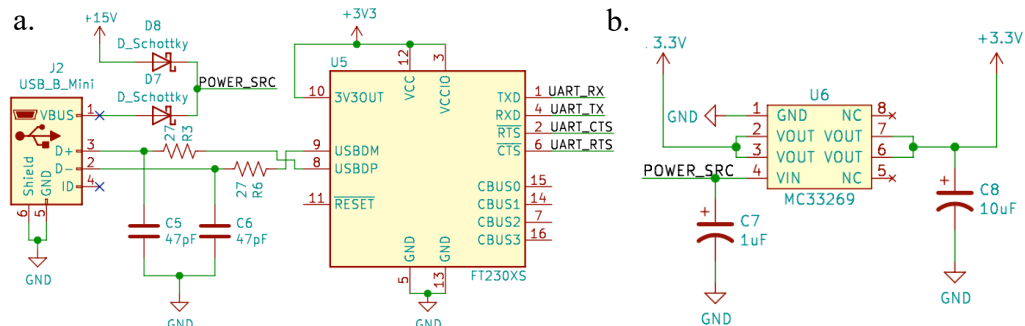 a.
+15V
D8
D_Schottky
D7
D_Schottky
POWER_SRC
J2
USB_B_Mini
VBUS 1
D+ 3
D- 2
ID 4
Shield
GND
6
5
GND
27
R3
27
R6
C5
47pF
C6
47pF
GND
+3V3
U5
12
VCC
3
VCCIO
10 3V3OUT
9 USBDM
8 USBDP
11 RESET
TXD 1 UART_RX
RXD 4 UART_TX
RTS 2 UART_CTS
CTS 6 UART_RTS
CBUS0 15
CBUS1 14
CBUS2 7
CBUS3 16
GND
5
GND
13
FT230XS
GND
b.
3.3V
+3.3V
U6
GND
1 GND
2 VOUT
3 VOUT
4 VIN
NC 8
VOUT 7
VOUT 6
NC 5
MC33269
POWER_SRC
+
C7
1uF
GND
+
C8
10uF
GND